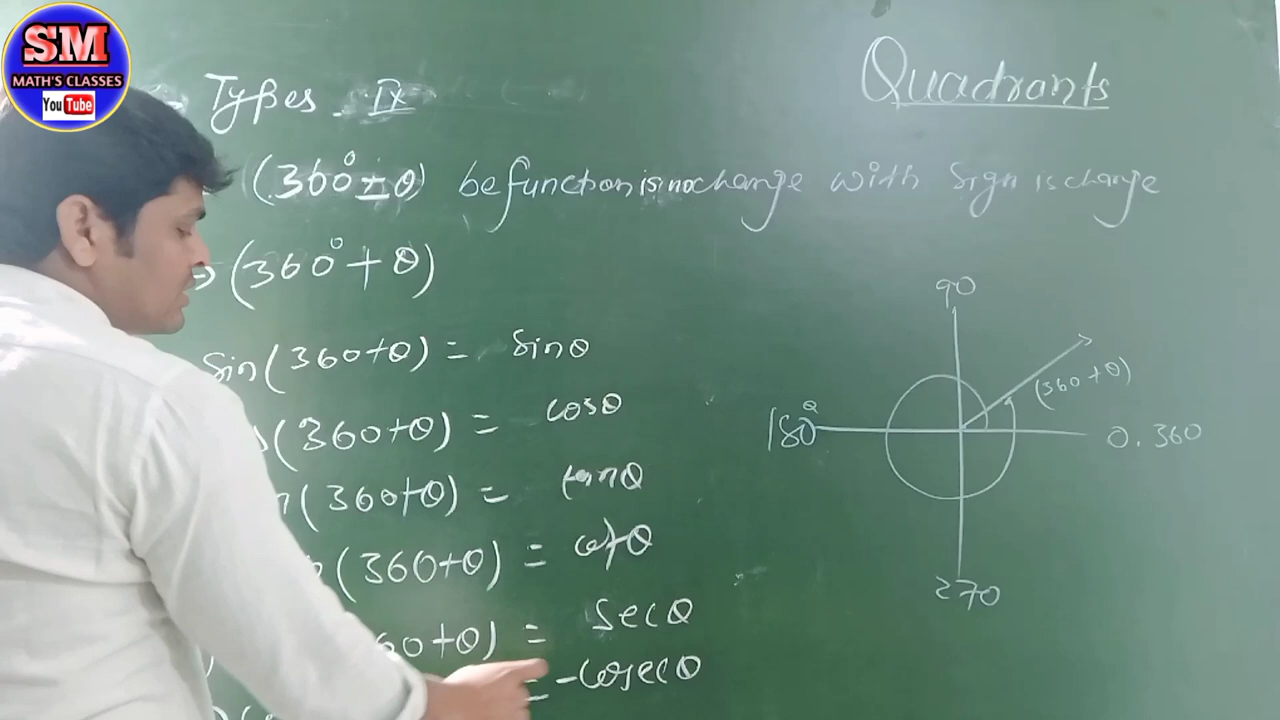 SM
MATH'S CLASSES
YouTube
Quadrants
Types - IX
(360° ± θ) be function is no change with Sign is change
→ (360° + θ)
Sin(360+θ) = Sinθ
(360+θ) = cosθ
(360+θ) = tanθ
(360+θ) = cotθ
60+θ) = secθ
= -cosecθ
90
(360+θ)
180°
0. 360
270